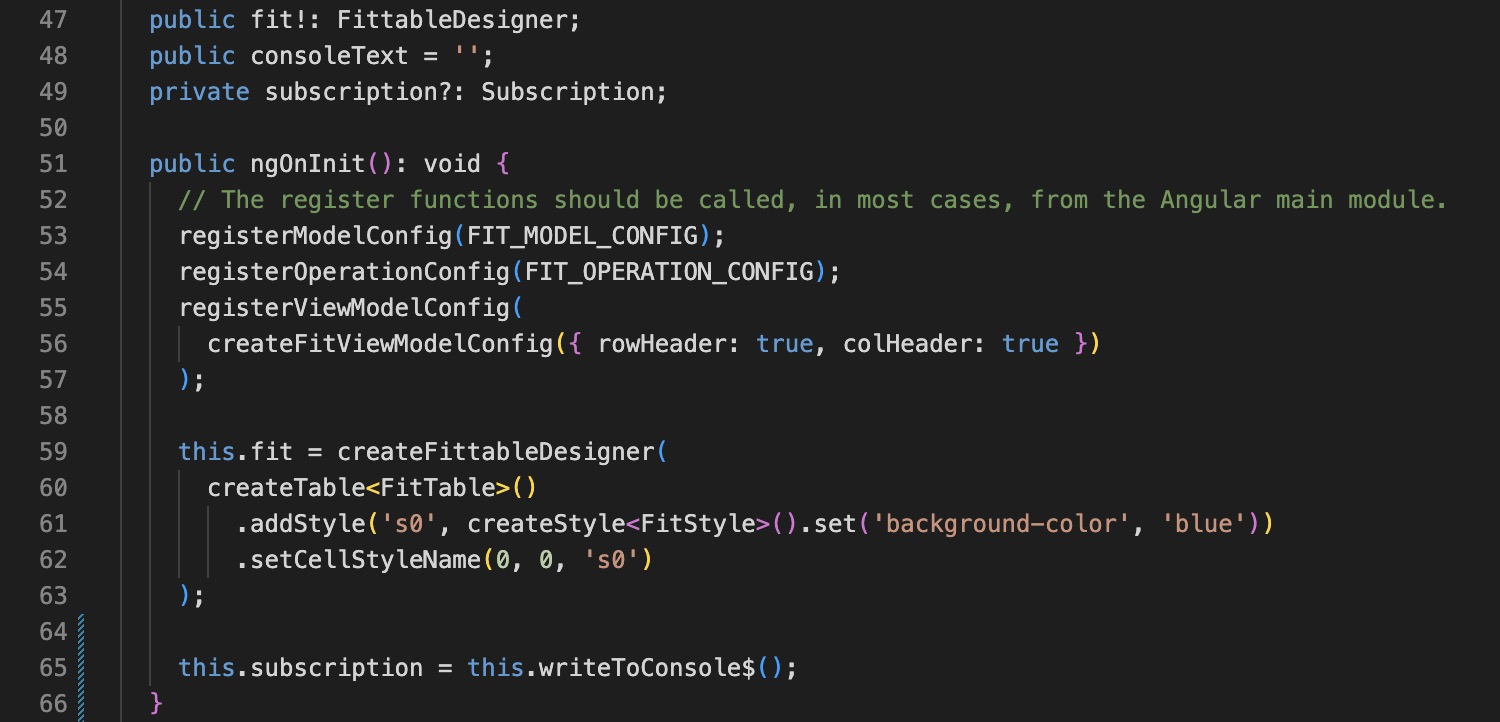 47 public fit!: FittableDesigner;
48 public consoleText = '';
49 private subscription?: Subscription;
50
51 public ngOnInit(): void {
52 // The register functions should be called, in most cases, from the Angular main module.
53 registerModelConfig(FIT_MODEL_CONFIG);
54 registerOperationConfig(FIT_OPERATION_CONFIG);
55 registerViewModelConfig(
56 createFitViewModelConfig({ rowHeader: true, colHeader: true })
57 );
58
59 this.fit = createFittableDesigner(
60 createTable<FitTable>()
61 .addStyle('s0', createStyle<FitStyle>().set('background-color', 'blue'))
62 .setCellStyleName(0, 0, 's0')
63 );
64
65 this.subscription = this.writeToConsole$();
66 }